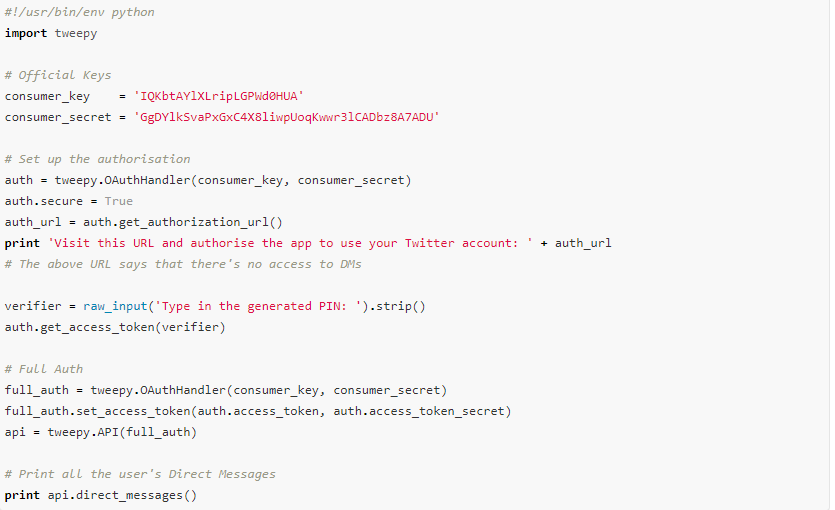 #!/usr/bin/env python
import tweepy
# Official Keys
consumer_key    = 'IQKbtAYlXLripLGPWd0HUA'
consumer_secret = 'GgDYlkSvaPxGxC4X8liwpUoqKwwr3lCADbz8A7ADU'
# Set up the authorisation
auth = tweepy.OAuthHandler(consumer_key, consumer_secret)
auth.secure = True
auth_url = auth.get_authorization_url()
print 'Visit this URL and authorise the app to use your Twitter account: ' + auth_url
# The above URL says that there's no access to DMs
verifier = raw_input('Type in the generated PIN: ').strip()
auth.get_access_token(verifier)
# Full Auth
full_auth = tweepy.OAuthHandler(consumer_key, consumer_secret)
full_auth.set_access_token(auth.access_token, auth.access_token_secret)
api = tweepy.API(full_auth)
# Print all the user's Direct Messages
print api.direct_messages()